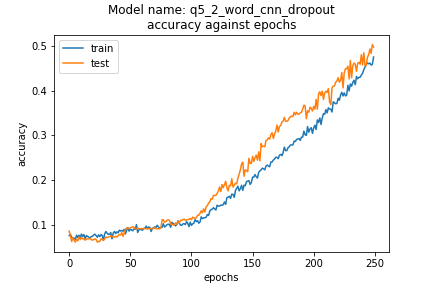 Model name: q5_2_word_cnn_dropout
accuracy against epochs
train
test
accuracy
0.5
0.4
0.3
0.2
0.1
0
50
100
150
200
250
epochs